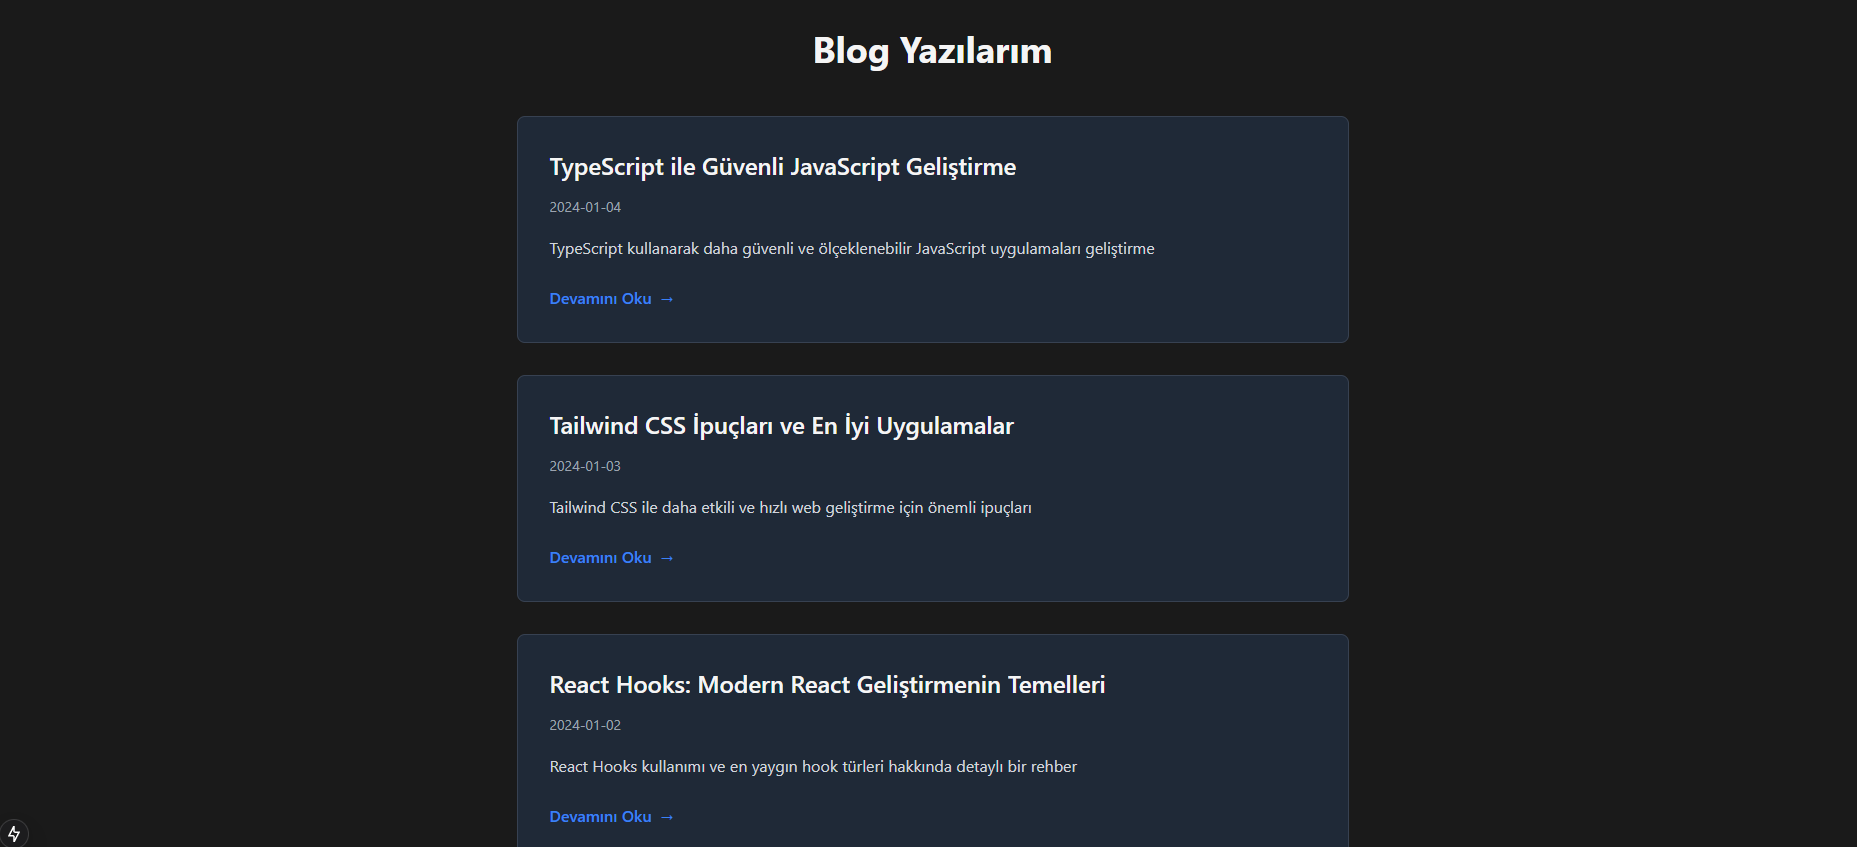 Blog Yazılarım
TypeScript ile Güvenli JavaScript Geliştirme
2024-01-04
TypeScript kullanarak daha güvenli ve ölçeklenebilir JavaScript uygulamaları geliştirme
Devamını Oku →
Tailwind CSS İpuçları ve En İyi Uygulamalar
2024-01-03
Tailwind CSS ile daha etkili ve hızlı web geliştirme için önemli ipuçları
Devamını Oku →
React Hooks: Modern React Geliştirmenin Temelleri
2024-01-02
React Hooks kullanımı ve en yaygın hook türleri hakkında detaylı bir rehber
Devamını Oku →